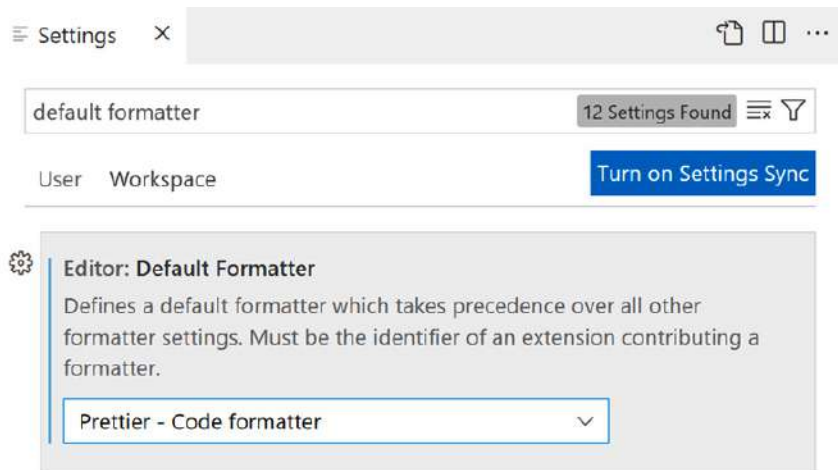 Settings
default formatter 12 Settings Found
User Workspace Turn on Settings Sync
Editor: Default Formatter
Defines a default formatter which takes precedence over all other
formatter settings. Must be the identifier of an extension contributing a
formatter.
Prettier - Code formatter